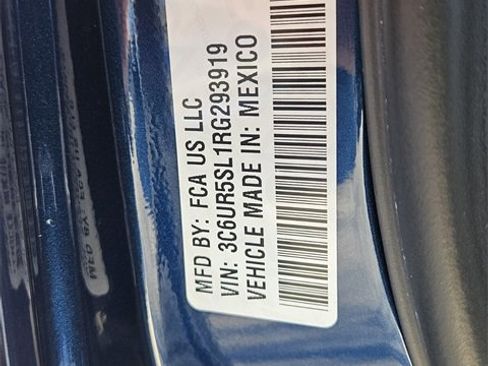 MFD BY: FCA US LLC
VIN: 3C6UR5SL1RG293919
VEHICLE MADE IN: MEXICO